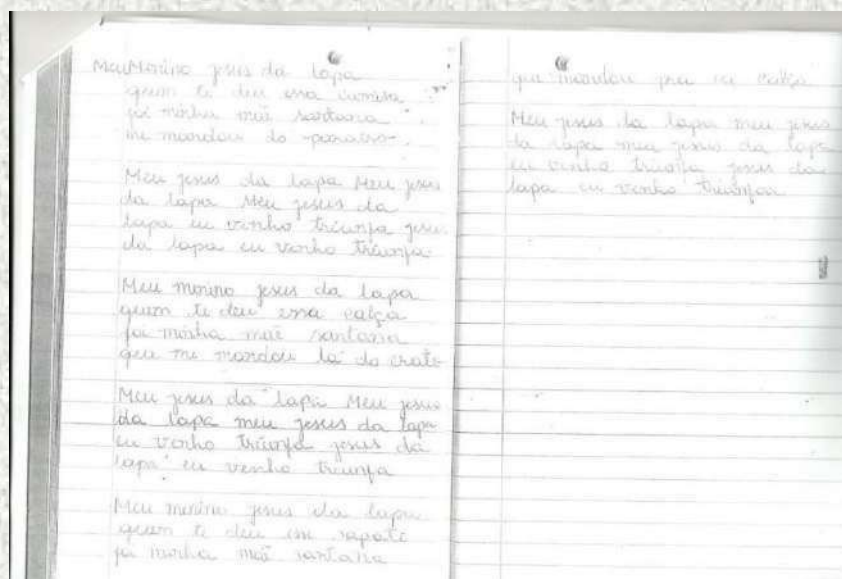 Meu Menino jesus da lapa
quem ti deu essa camisa
foi minha mãe santana
me mandou do
Meu jesus da lapa Meu jesus
da lapa Meu jesus da
lapa eu venho triunfa jesus
da lapa eu venho triunfa
Meu menino jesus da lapa
quem ti deu essa calça
foi minha mãe santana
que me mandou lá do crato
Meu jesus da lapa Meu jesus
da lapa meu jesus da lapa
eu venho triunfa jesus da
lapa eu venho triunfa
Meu menino jesus da lapa
quem ti deu esse sapato
foi minha mãe santana
que mandou pra eu calça
Meu jesus da lapa meu jesus
da lapa meu jesus da lapa
eu venho triunfa jesus da
lapa eu venho triunfa